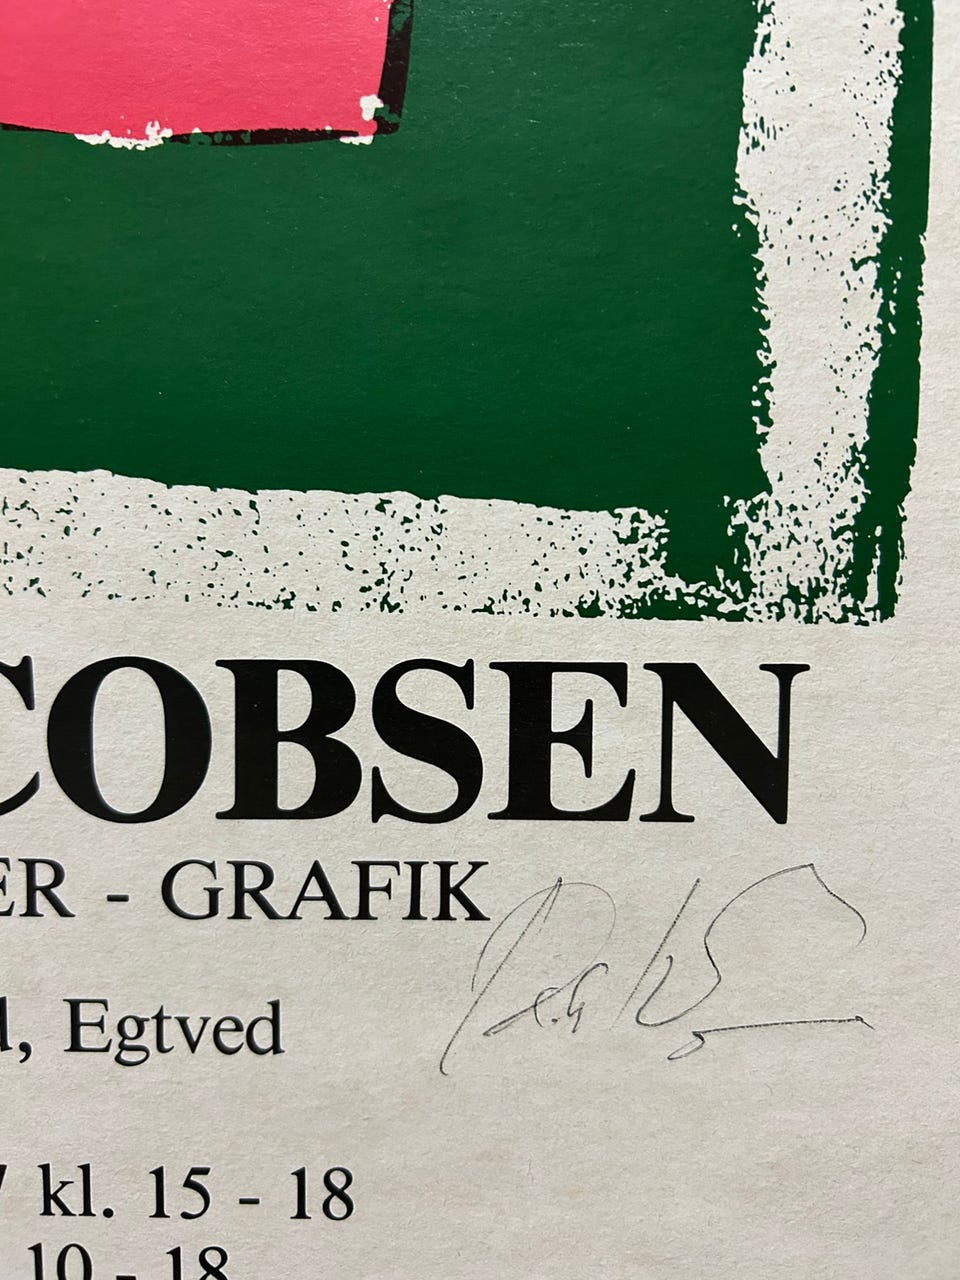 COBSEN
ER - GRAFIK
d, Egtved
kl. 15 - 18
10 - 18